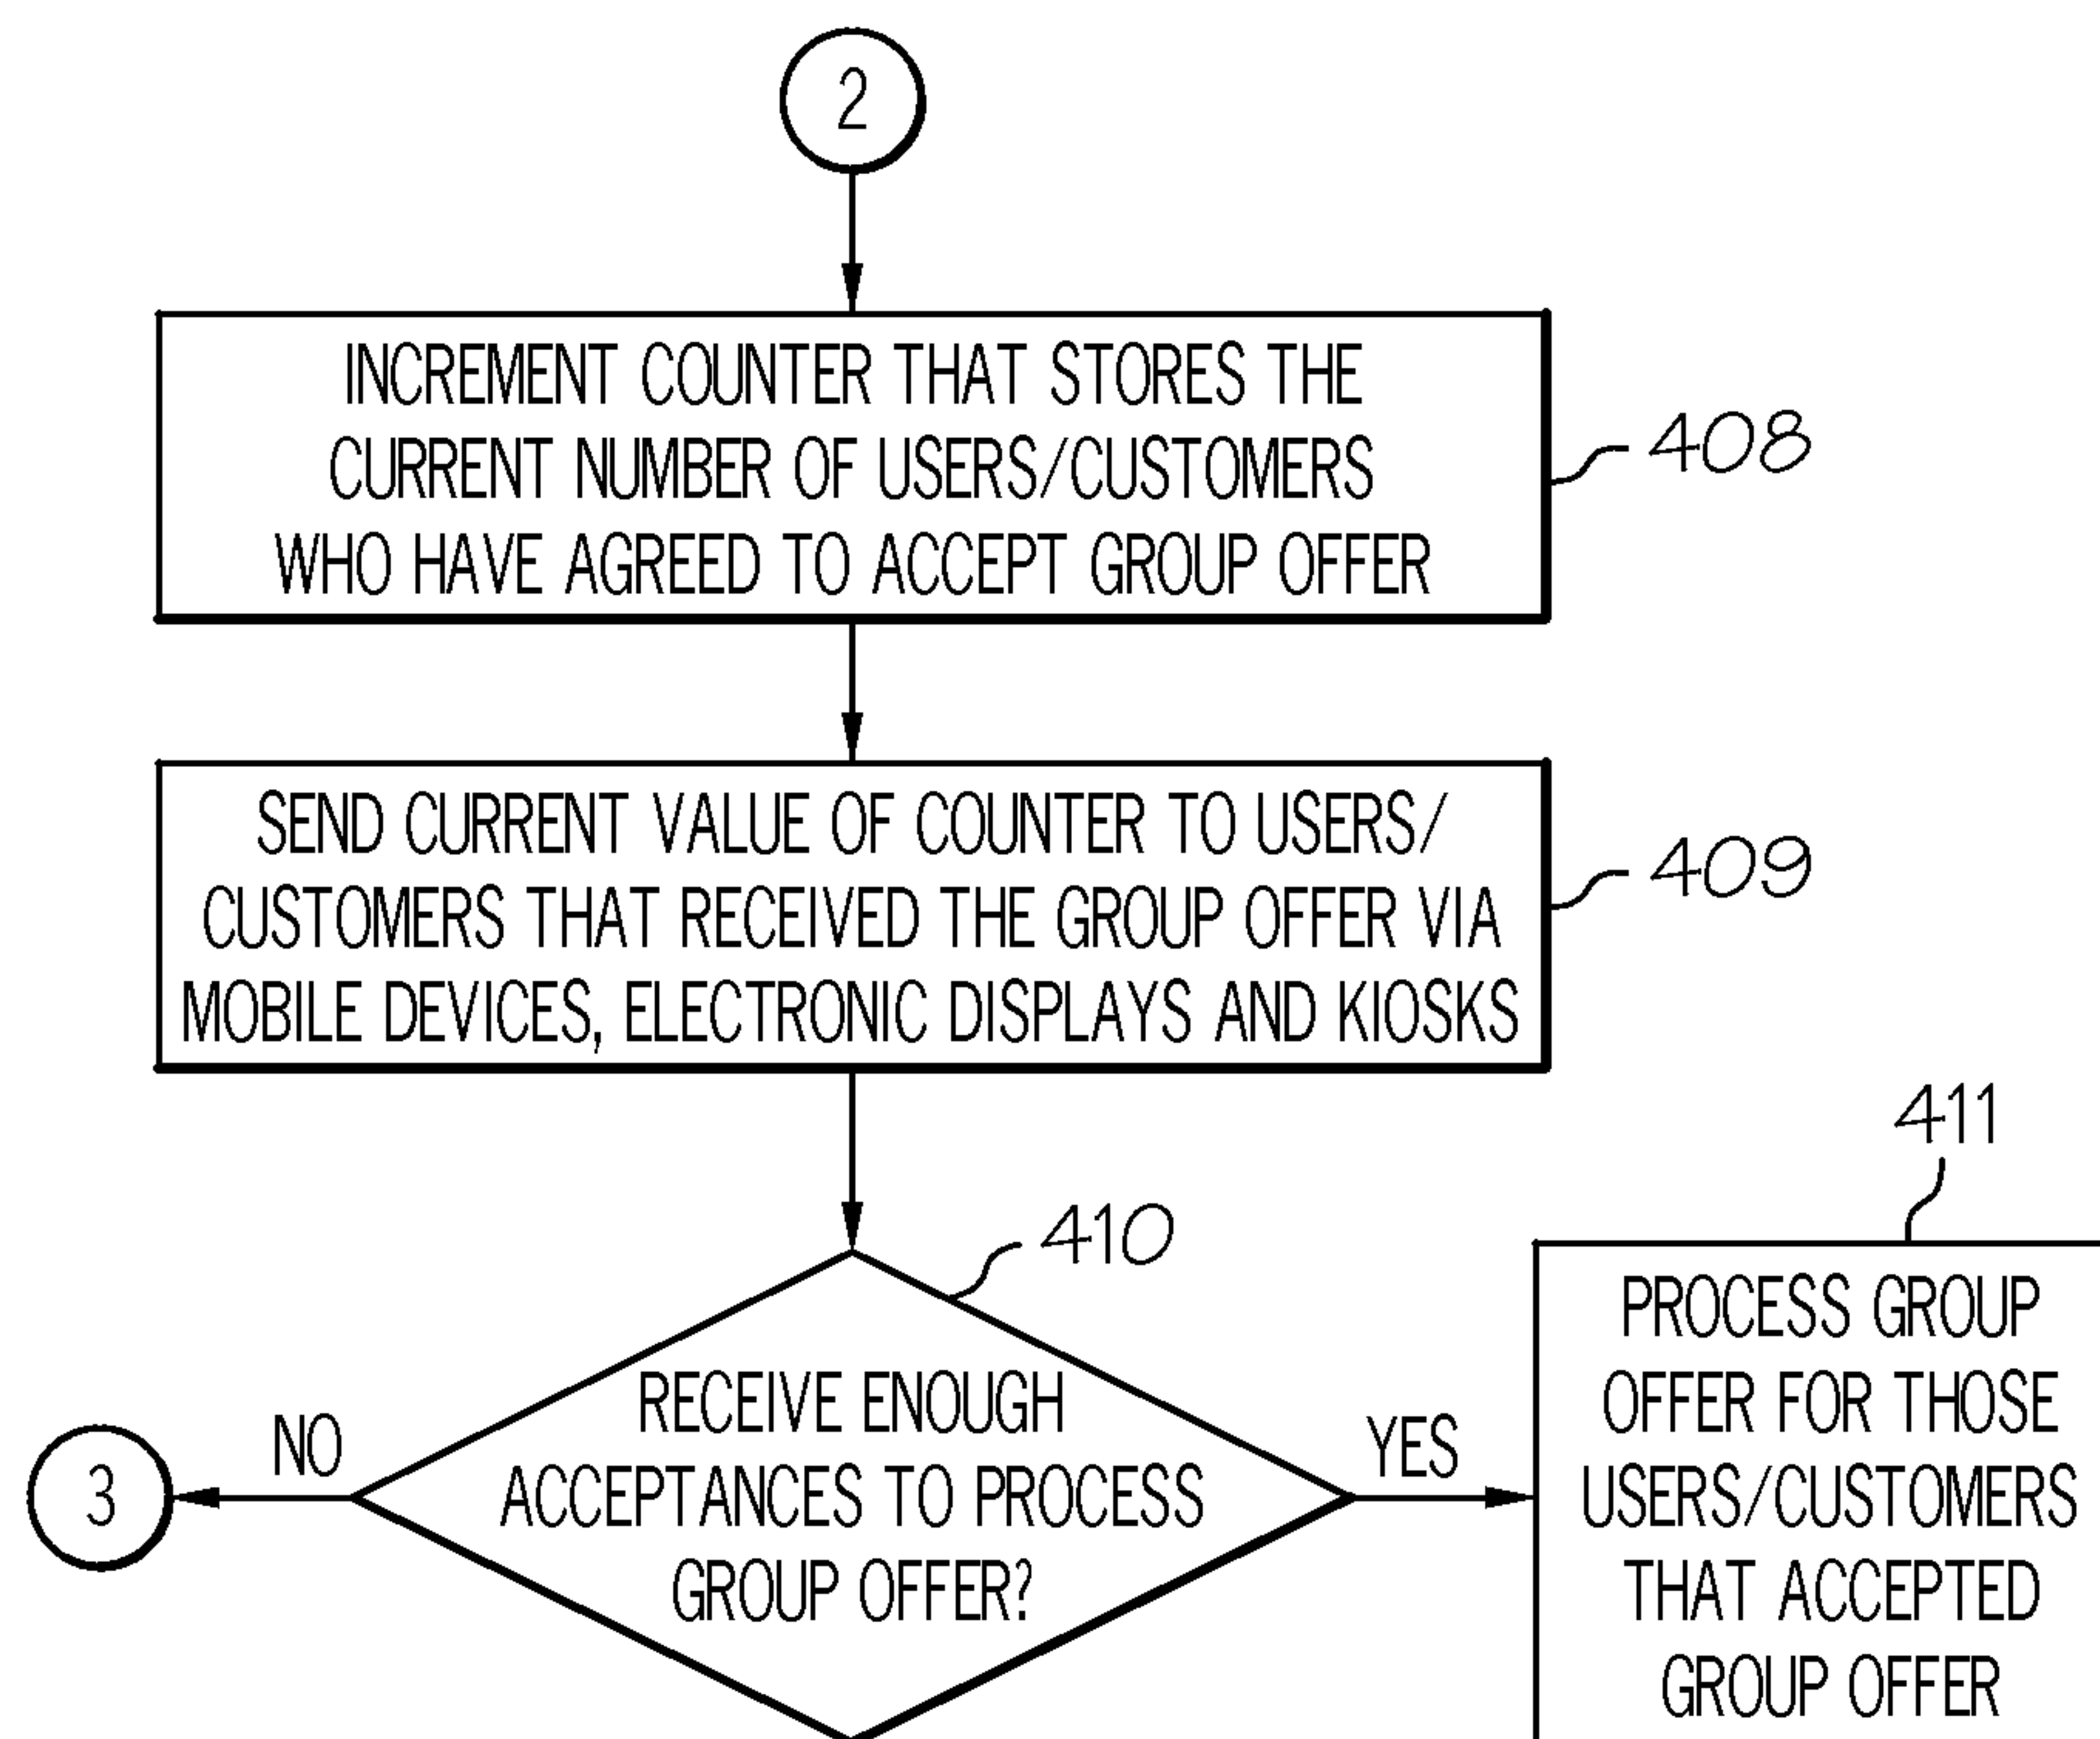 2
INCREMENT COUNTER THAT STORES THE
CURRENT NUMBER OF USERS/CUSTOMERS
WHO HAVE AGREED TO ACCEPT GROUP OFFER
408
SEND CURRENT VALUE OF COUNTER TO USERS/
CUSTOMERS THAT RECEIVED THE GROUP OFFER VIA
MOBILE DEVICES, ELECTRONIC DISPLAYS AND KIOSKS
409
410
RECEIVE ENOUGH
ACCEPTANCES TO PROCESS
GROUP OFFER?
NO
3
YES
411
PROCESS GROUP
OFFER FOR THOSE
USERS/CUSTOMERS
THAT ACCEPTED
GROUP OFFER